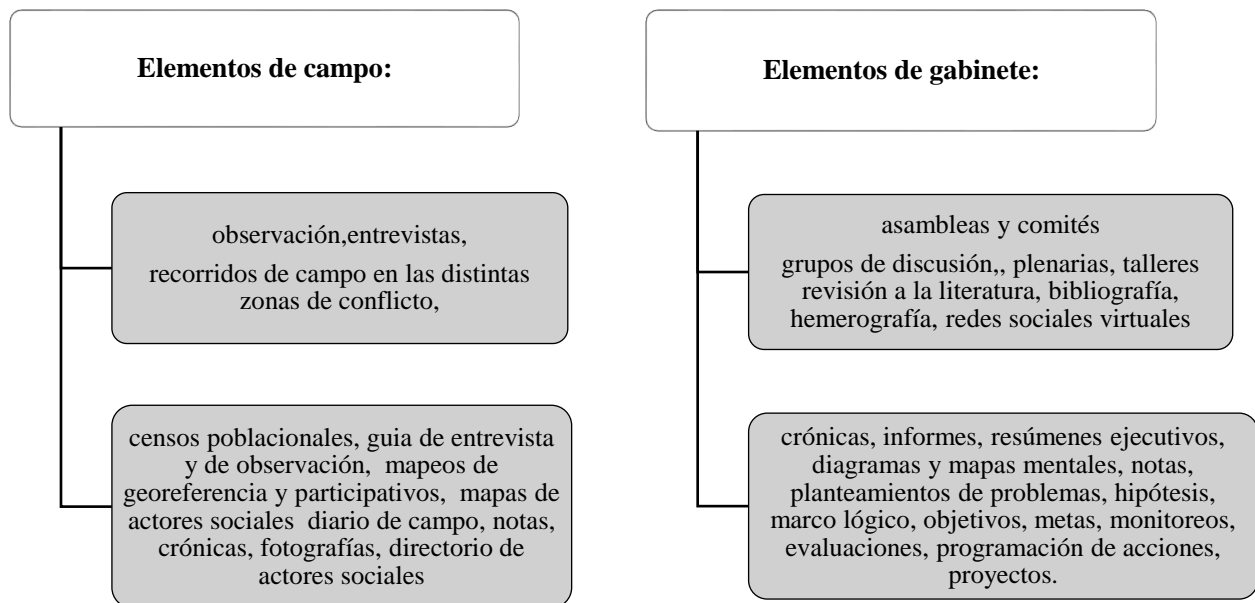 Elementos de campo:
observación,entrevistas,
recorridos de campo en las distintas
zonas de conflicto,
censos poblacionales, guia de entrevista
y de observación, mapeos de
georeferencia y participativos, mapas de
actores sociales diario de campo, notas,
crónicas, fotografías, directorio de
actores sociales
Elementos de gabinete:
asambleas y comités
grupos de discusión,, plenarias, talleres
revisión a la literatura, bibliografía,
hemerografía, redes sociales virtuales
crónicas, informes, resúmenes ejecutivos,
diagramas y mapas mentales, notas,
planteamientos de problemas, hipótesis,
marco lógico, objetivos, metas, monitoreos,
evaluaciones, programación de acciones,
proyectos.